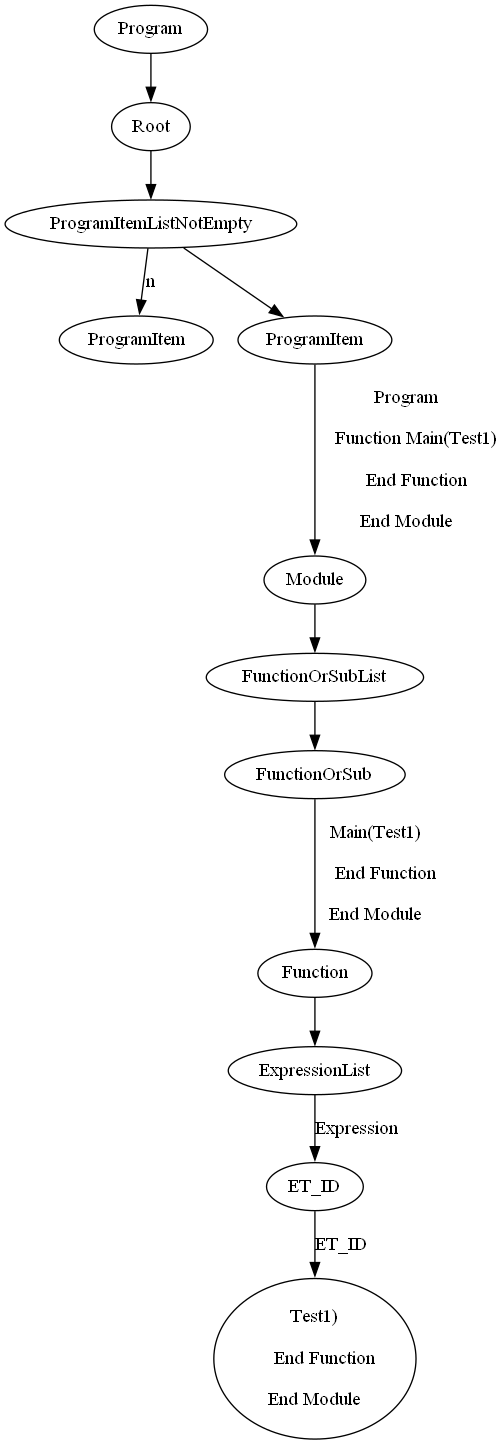 Program
Root
ProgramItemListNotEmpty
n
ProgramItem
ProgramItem
Program
Function Main(Test1)
End Function
End Module
Module
FunctionOrSubList
FunctionOrSub
Main(Test1)
End Function
End Module
Function
ExpressionList
Expression
ET_ID
ET_ID
Test1)
End Function
End Module